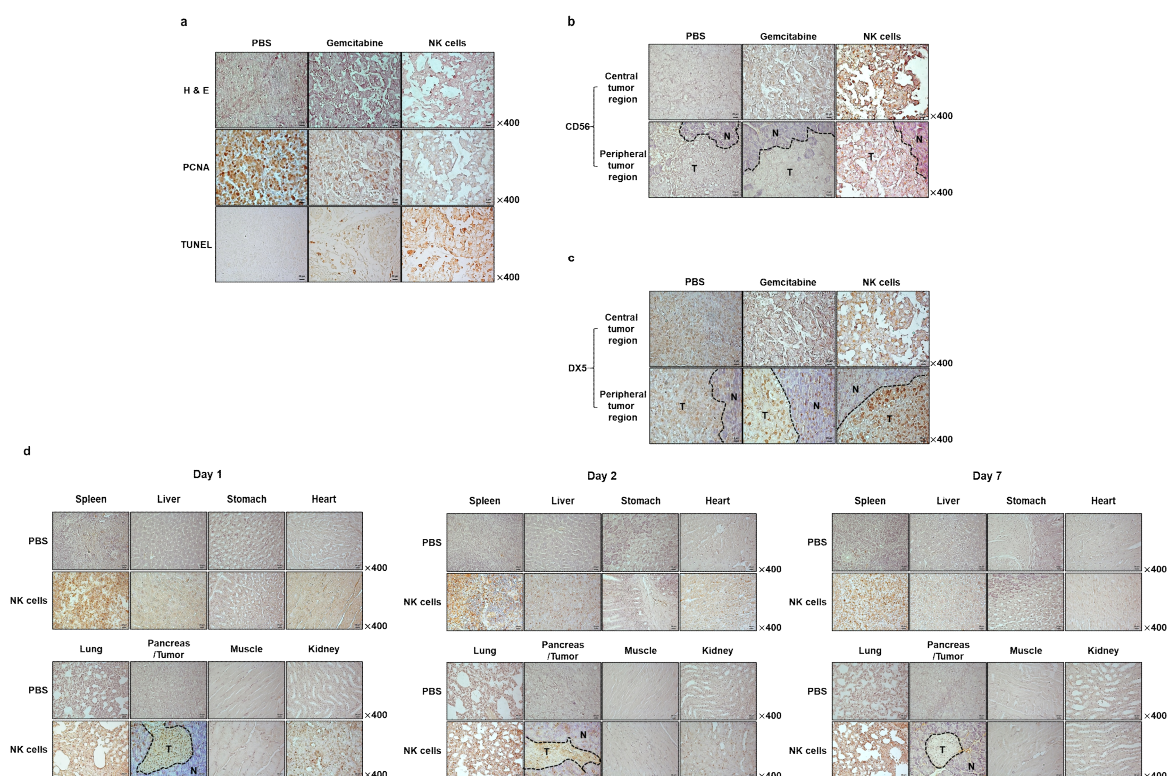 a
PBS Gemcitabine NK cells
H & E
×400
PCNA
×400
TUNEL
×400
b
PBS Gemcitabine NK cells
Central
tumor
region
×400
CD56
Peripheral
tumor
region
N N N
T T T
×400
c
PBS Gemcitabine NK cells
Central
tumor
region
×400
DX5
Peripheral
tumor
region
T N T N N T
×400
d
Day 1 Day 2 Day 7
Spleen Liver Stomach Heart Spleen Liver Stomach Heart Spleen Liver Stomach Heart
PBS ×400 PBS ×400 PBS ×400
NK cells ×400 NK cells ×400 NK cells ×400
Lung Pancreas /Tumor Muscle Kidney Lung Pancreas /Tumor Muscle Kidney Lung Pancreas /Tumor Muscle Kidney
PBS ×400 PBS ×400 PBS ×400
NK cells T N ×400 NK cells T N N ×400 NK cells T N ×400